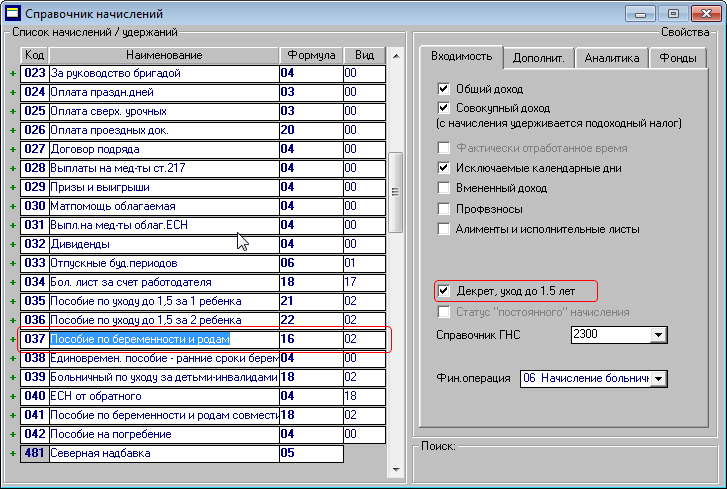 Справочник начислений
Список начислений / удержаний
Код Наименование Формула Вид
+ 023 За руководство бригадой 04 00
+ 024 Оплата праздн.дней 03 00
+ 025 Оплата сверх. урочных 03 00
+ 026 Оплата проездных док. 20 00
+ 027 Договор подряда 04 00
+ 028 Выплаты на мед-ты ст.217 04 00
+ 029 Призы и выигрыши 04 00
+ 030 Матпомощь облагаемая 04 00
+ 031 Выпл.на мед-ты облаг.ЕСН 04 00
+ 032 Дивиденды 04 00
+ 033 Отпускные буд.периодов 06 01
+ 034 Бол. лист за счет работодателя 18 17
+ 035 Пособие по уходу до 1,5 за 1 ребенка 21 02
+ 036 Пособие по уходу до 1,5 за 2 ребенка 22 02
+ 037 Пособие по беременности и родам 16 02
+ 038 Единовремен. пособие - ранние сроки берем 04 00
+ 039 Больничный по уходу за детьми-инвалидами 18 02
+ 040 ЕСН от обратного 04 18
+ 041 Пособие по беременности и родам совмести 18 02
+ 042 Пособие на погребение 04 00
+ 481 Северная надбавка 05
Свойства
Входимость Дополнит. Аналитика Фонды
Общий доход
Совокупный доход
(с начисления удерживается подоходный налог)
Фактически отработанное время
Исключаемые календарные дни
Вмененный доход
Профвзносы
Алименты и исполнительные листы
Декрет, уход до 1.5 лет
Статус "постоянного" начисления
Справочник ГНС 2300
Фин.операция 06 Начисление больничн
Поиск: